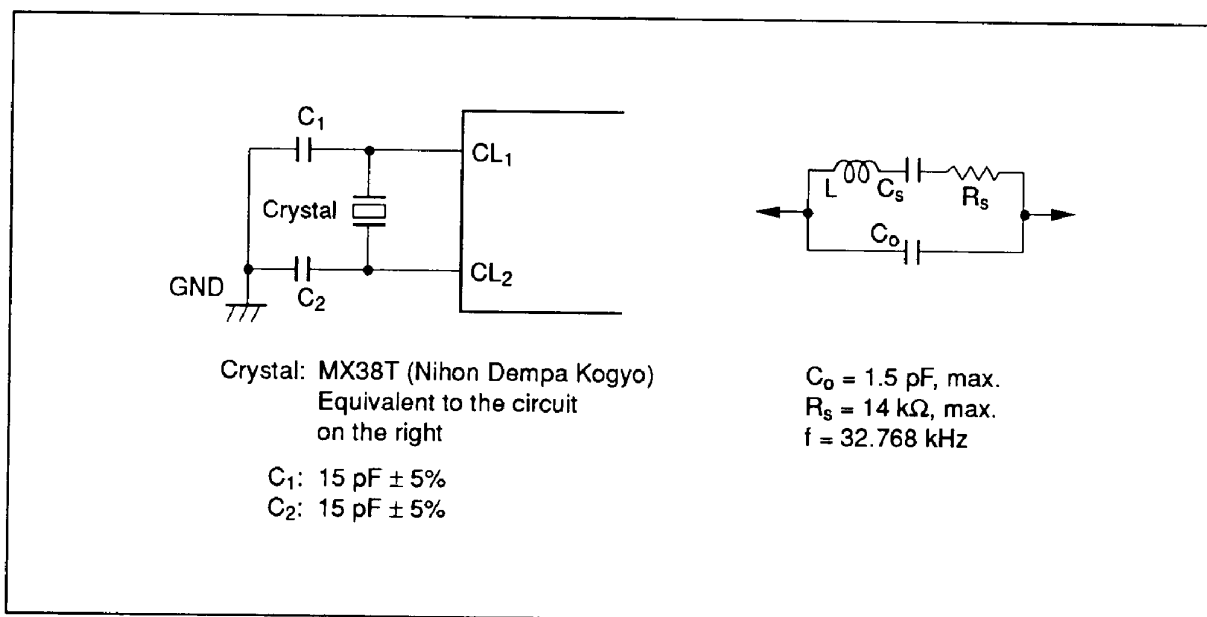 C₁
CL₁
Crystal
CL₂
GND
C₂
L
Cₛ
Rₛ
Cₒ
Crystal: MX38T (Nihon Dempa Kogyo)
Equivalent to the circuit
on the right
C₁: 15 pF ± 5%
C₂: 15 pF ± 5%
Cₒ = 1.5 pF, max.
Rₛ = 14 kΩ, max.
f = 32.768 kHz